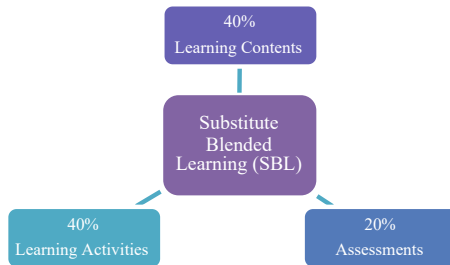 40%
Learning Contents
Substitute
Blended
Learning (SBL)
40%
Learning Activities
20%
Assessments